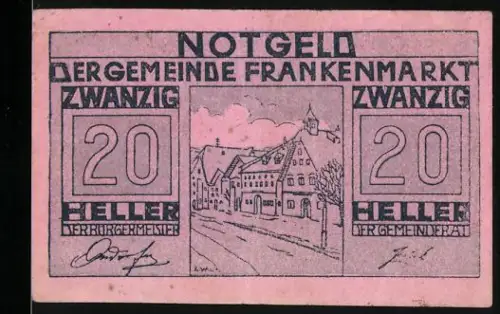 NOTGELD
DER GEMEINDE FRANKENMARKT
ZWANZIG
20
HELLER
DER BÜRGERMEISTER
ZWANZIG
20
HELLER
DER GEMEINDERAT